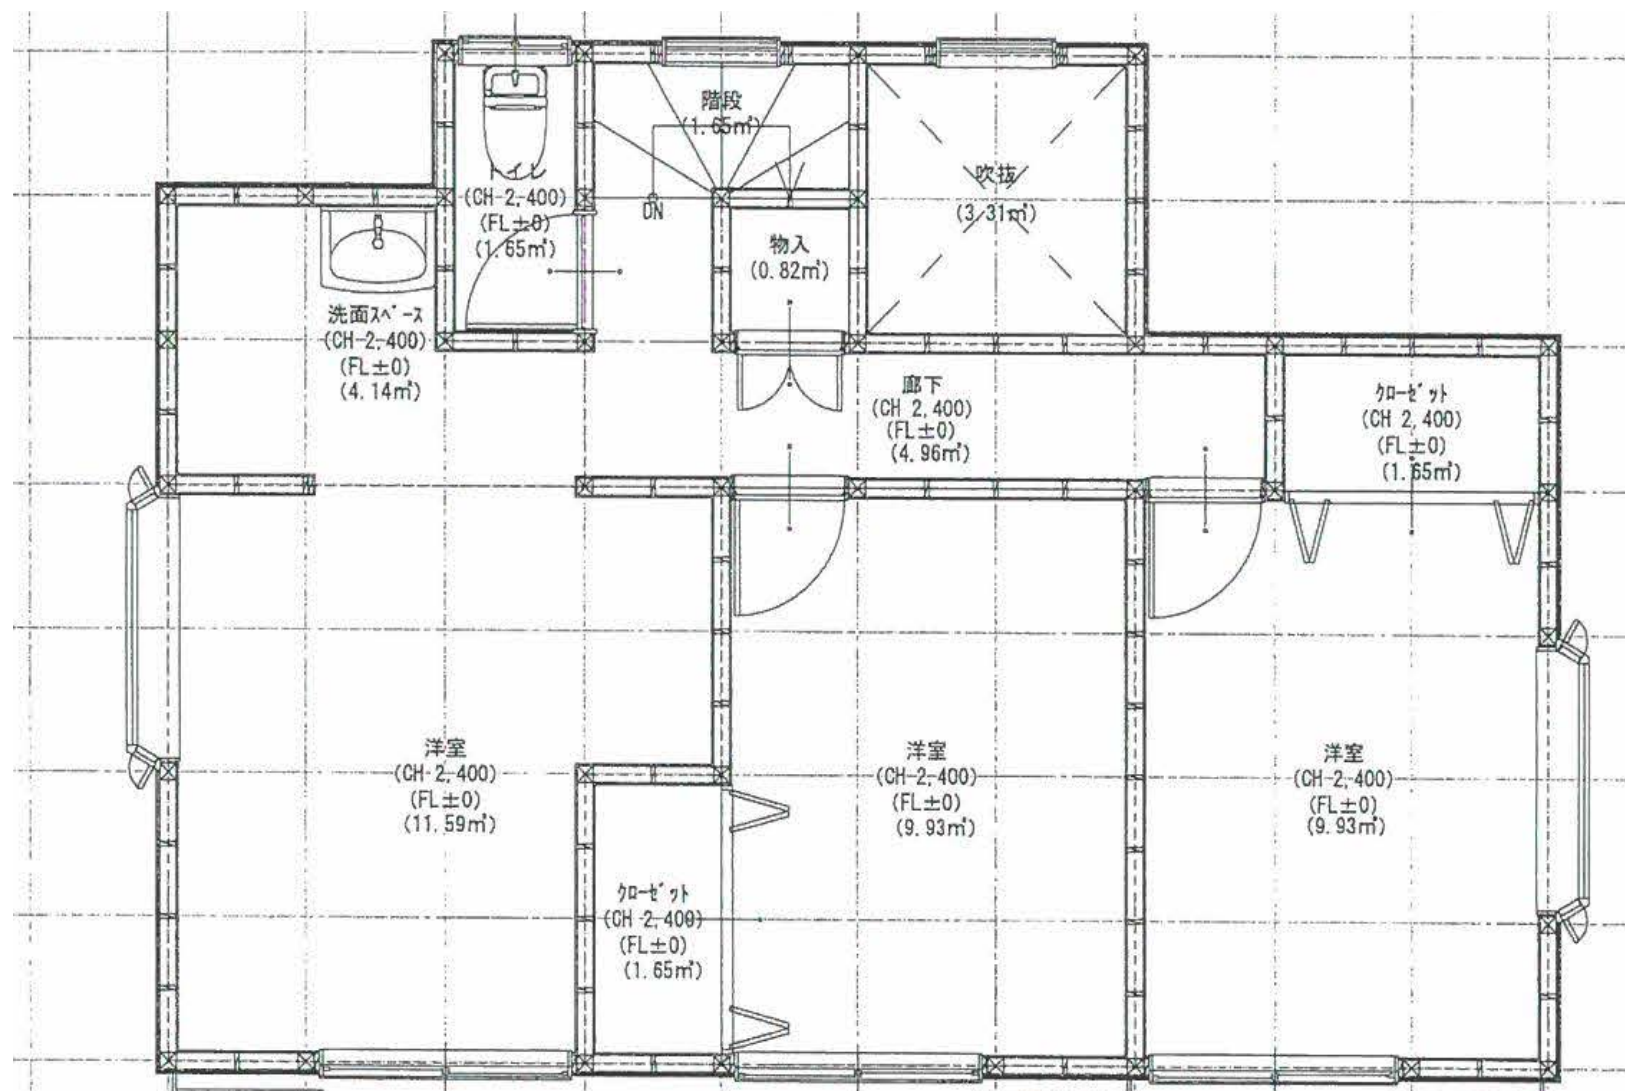 階段
(1.65㎡)
トイレ
(CH-2,400)
(FL±0)
(1.65㎡)
DN
吹抜
(3.31㎡)
物入
(0.82㎡)
洗面ｽﾍﾟｰｽ
(CH-2,400)
(FL±0)
(4.14㎡)
廊下
(CH 2,400)
(FL±0)
(4.96㎡)
ｸﾛｰｾﾞｯﾄ
(CH 2,400)
(FL±0)
(1.65㎡)
洋室
(CH-2,400)
(FL±0)
(11.59㎡)
洋室
(CH-2,400)
(FL±0)
(9.93㎡)
洋室
(CH-2,400)
(FL±0)
(9.93㎡)
ｸﾛｰｾﾞｯﾄ
(CH 2,400)
(FL±0)
(1.65㎡)